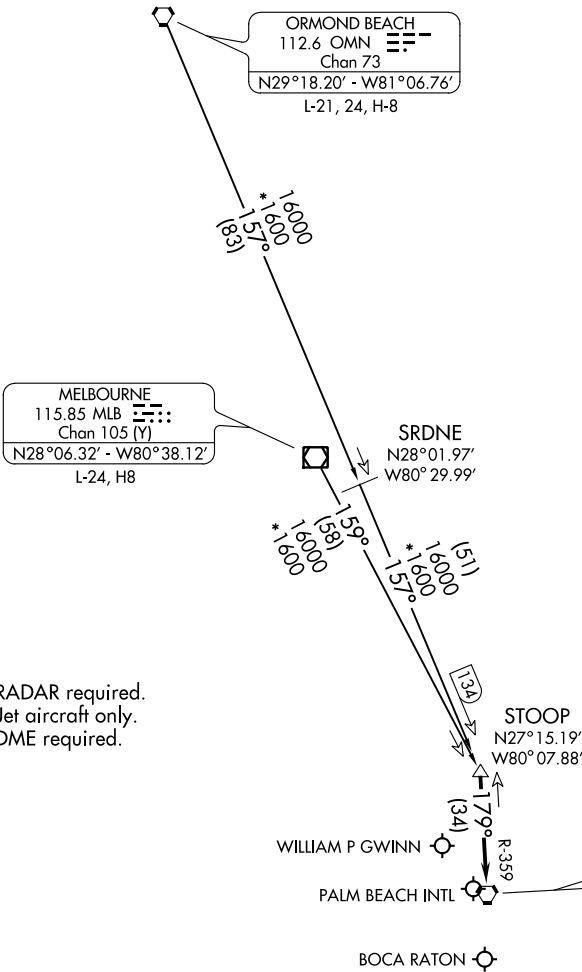 ORMOND BEACH
112.6 OMN
Chan 73
N29°18.20' - W81°06.76'
L-21, 24, H-8
16000
*1600
157°
(83)
MELBOURNE
115.85 MLB
Chan 105 (Y)
N28°06.32' - W80°38.12'
L-24, H8
SRDNE
N28°01.97'
W80°29.99'
159°
(58)
16000
*1600
(51)
16000
*1600
157°
134
RADAR required.
Jet aircraft only.
DME required.
STOOP
N27°15.19'
W80°07.88'
179°
(34)
R-359
WILLIAM P GWINN
PALM BEACH INTL
BOCA RATON